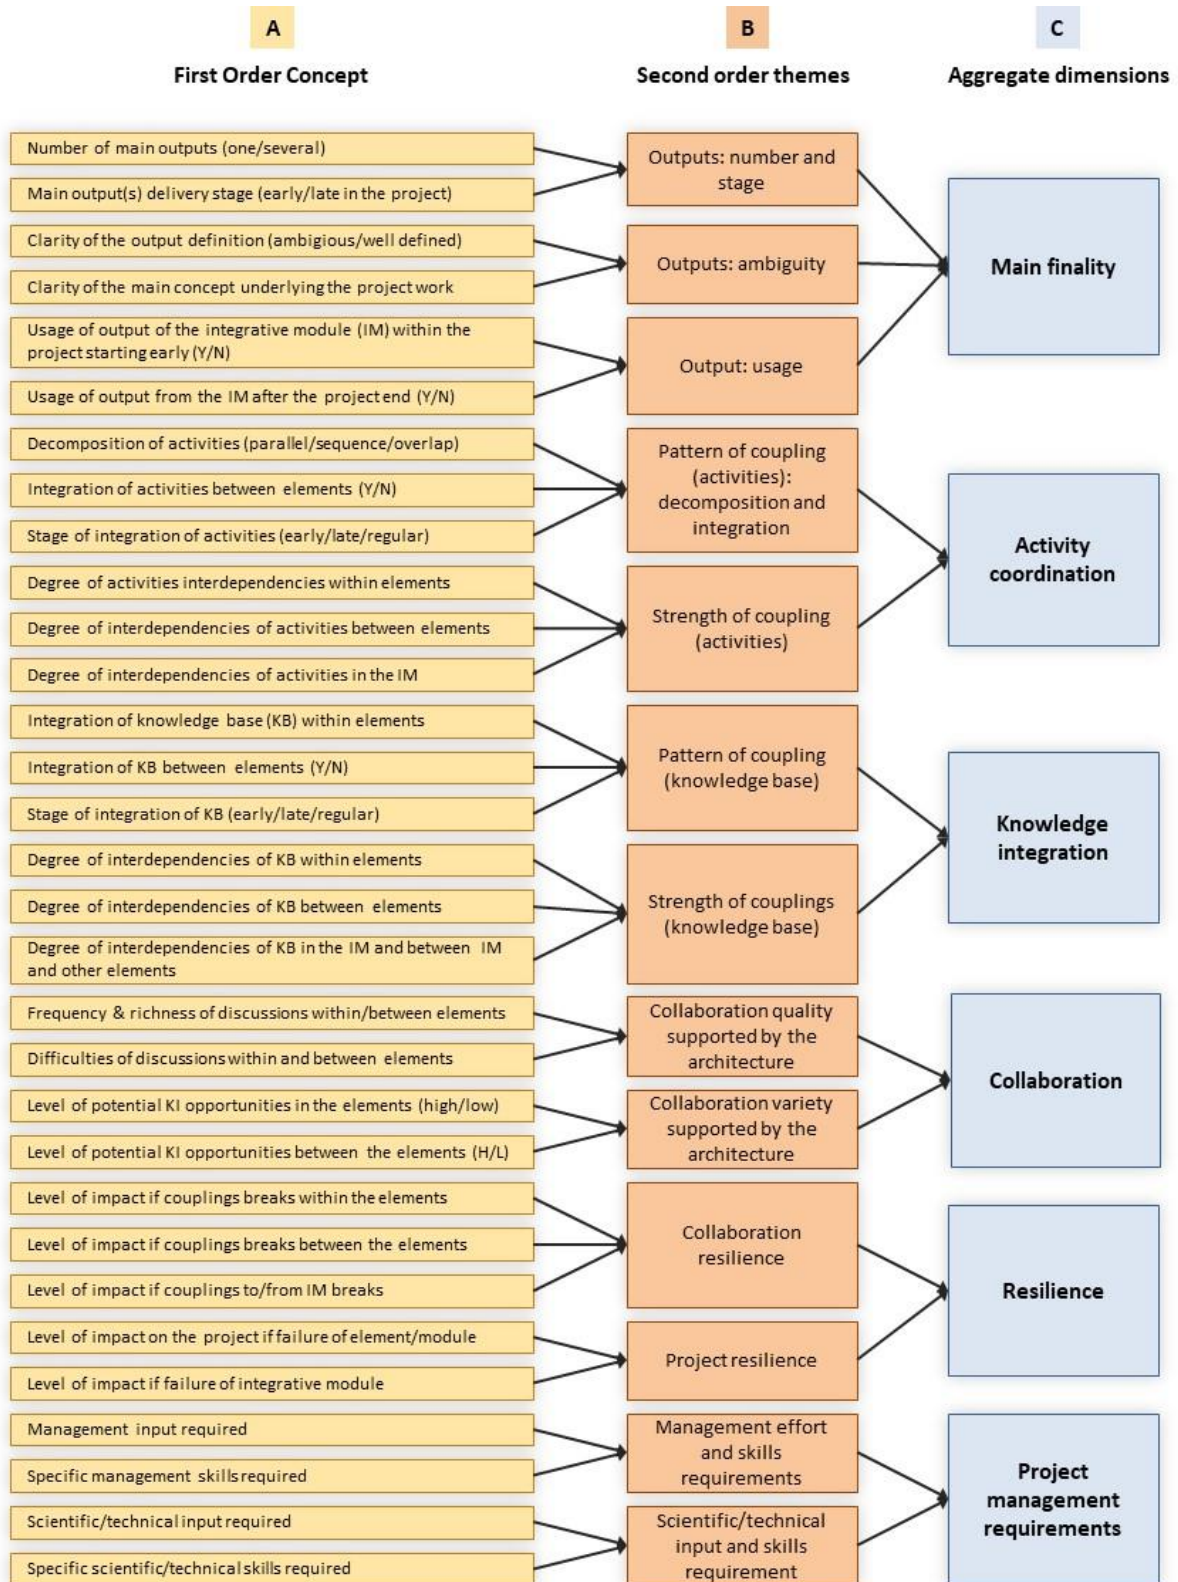 A
B
C
First Order Concept
Second order themes
Aggregate dimensions
Number of main outputs (one/several)
Main output(s) delivery stage (early/late in the project)
Outputs: number and
stage
Clarity of the output definition (ambigious/well defined)
Clarity of the main concept underlying the project work
Outputs: ambiguity
Usage of output of the integrative module (IM) within the
project starting early (Y/N)
Usage of output from the IM after the project end (Y/N)
Output: usage
Main finality
Decomposition of activities (parallel/sequence/overlap)
Integration of activities between elements (Y/N)
Stage of integration of activities (early/late/regular)
Pattern of coupling
(activities):
decomposition and
integration
Degree of activities interdependencies within elements
Degree of interdependencies of activities between elements
Degree of interdependencies of activities in the IM
Strength of coupling
(activities)
Activity
coordination
Integration of knowledge base (KB) within elements
Integration of KB between elements (Y/N)
Stage of integration of KB (early/late/regular)
Pattern of coupling
(knowledge base)
Degree of interdependencies of KB within elements
Degree of interdependencies of KB between elements
Degree of interdependencies of KB in the IM and between IM
and other elements
Strength of couplings
(knowledge base)
Knowledge
integration
Frequency & richness of discussions within/between elements
Difficulties of discussions within and between elements
Collaboration quality
supported by the
architecture
Level of potential KI opportunities in the elements (high/low)
Level of potential KI opportunities between the elements (H/L)
Collaboration variety
supported by the
architecture
Collaboration
Level of impact if couplings breaks within the elements
Level of impact if couplings breaks between the elements
Level of impact if couplings to/from IM breaks
Collaboration
resilience
Level of impact on the project if failure of element/module
Level of impact if failure of integrative module
Project resilience
Resilience
Management input required
Specific management skills required
Management effort
and skills
requirements
Scientific/technical input required
Specific scientific/technical skills required
Scientific/technical
input and skills
requirement
Project
management
requirements